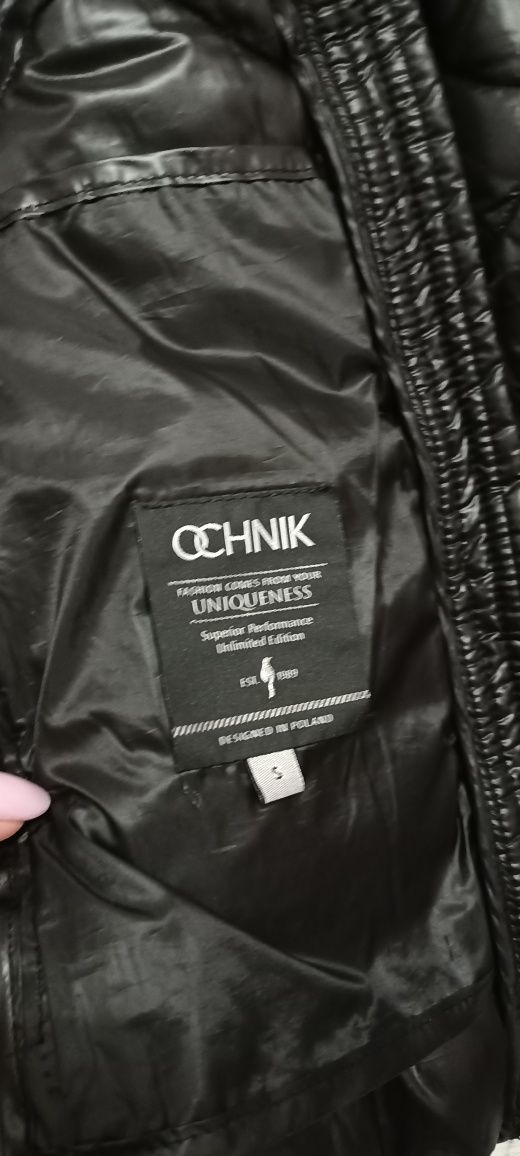 OCHNIK
FASHION COMES FROM YOUR
UNIQUENESS
Superior Performance
Unlimited Edition
EST. 1989
DESIGNED IN POLAND
S